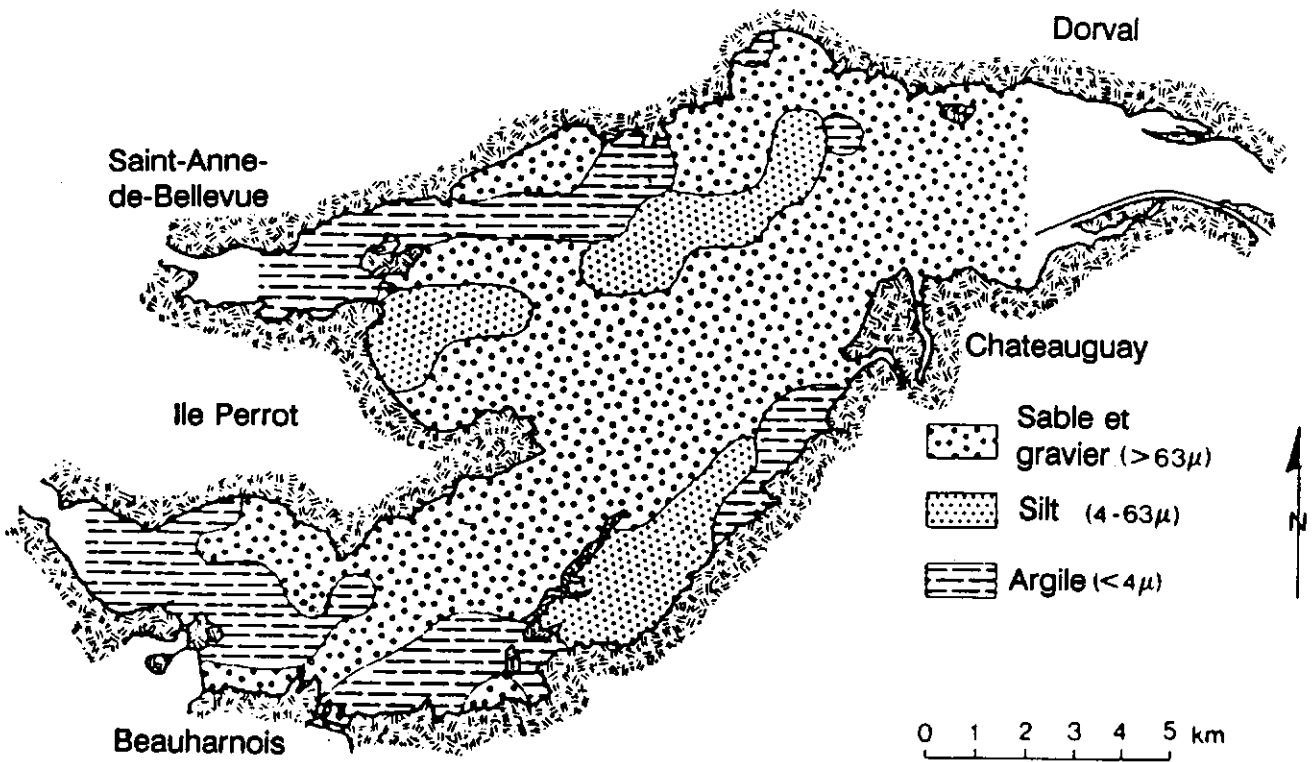 Dorval
Saint-Anne-
de-Bellevue
Chateauguay
Ile Perrot
Sable et
gravier (>63µ)
Silt (4-63µ)
Argile (<4µ)
N
Beauharnois
0 1 2 3 4 5 km